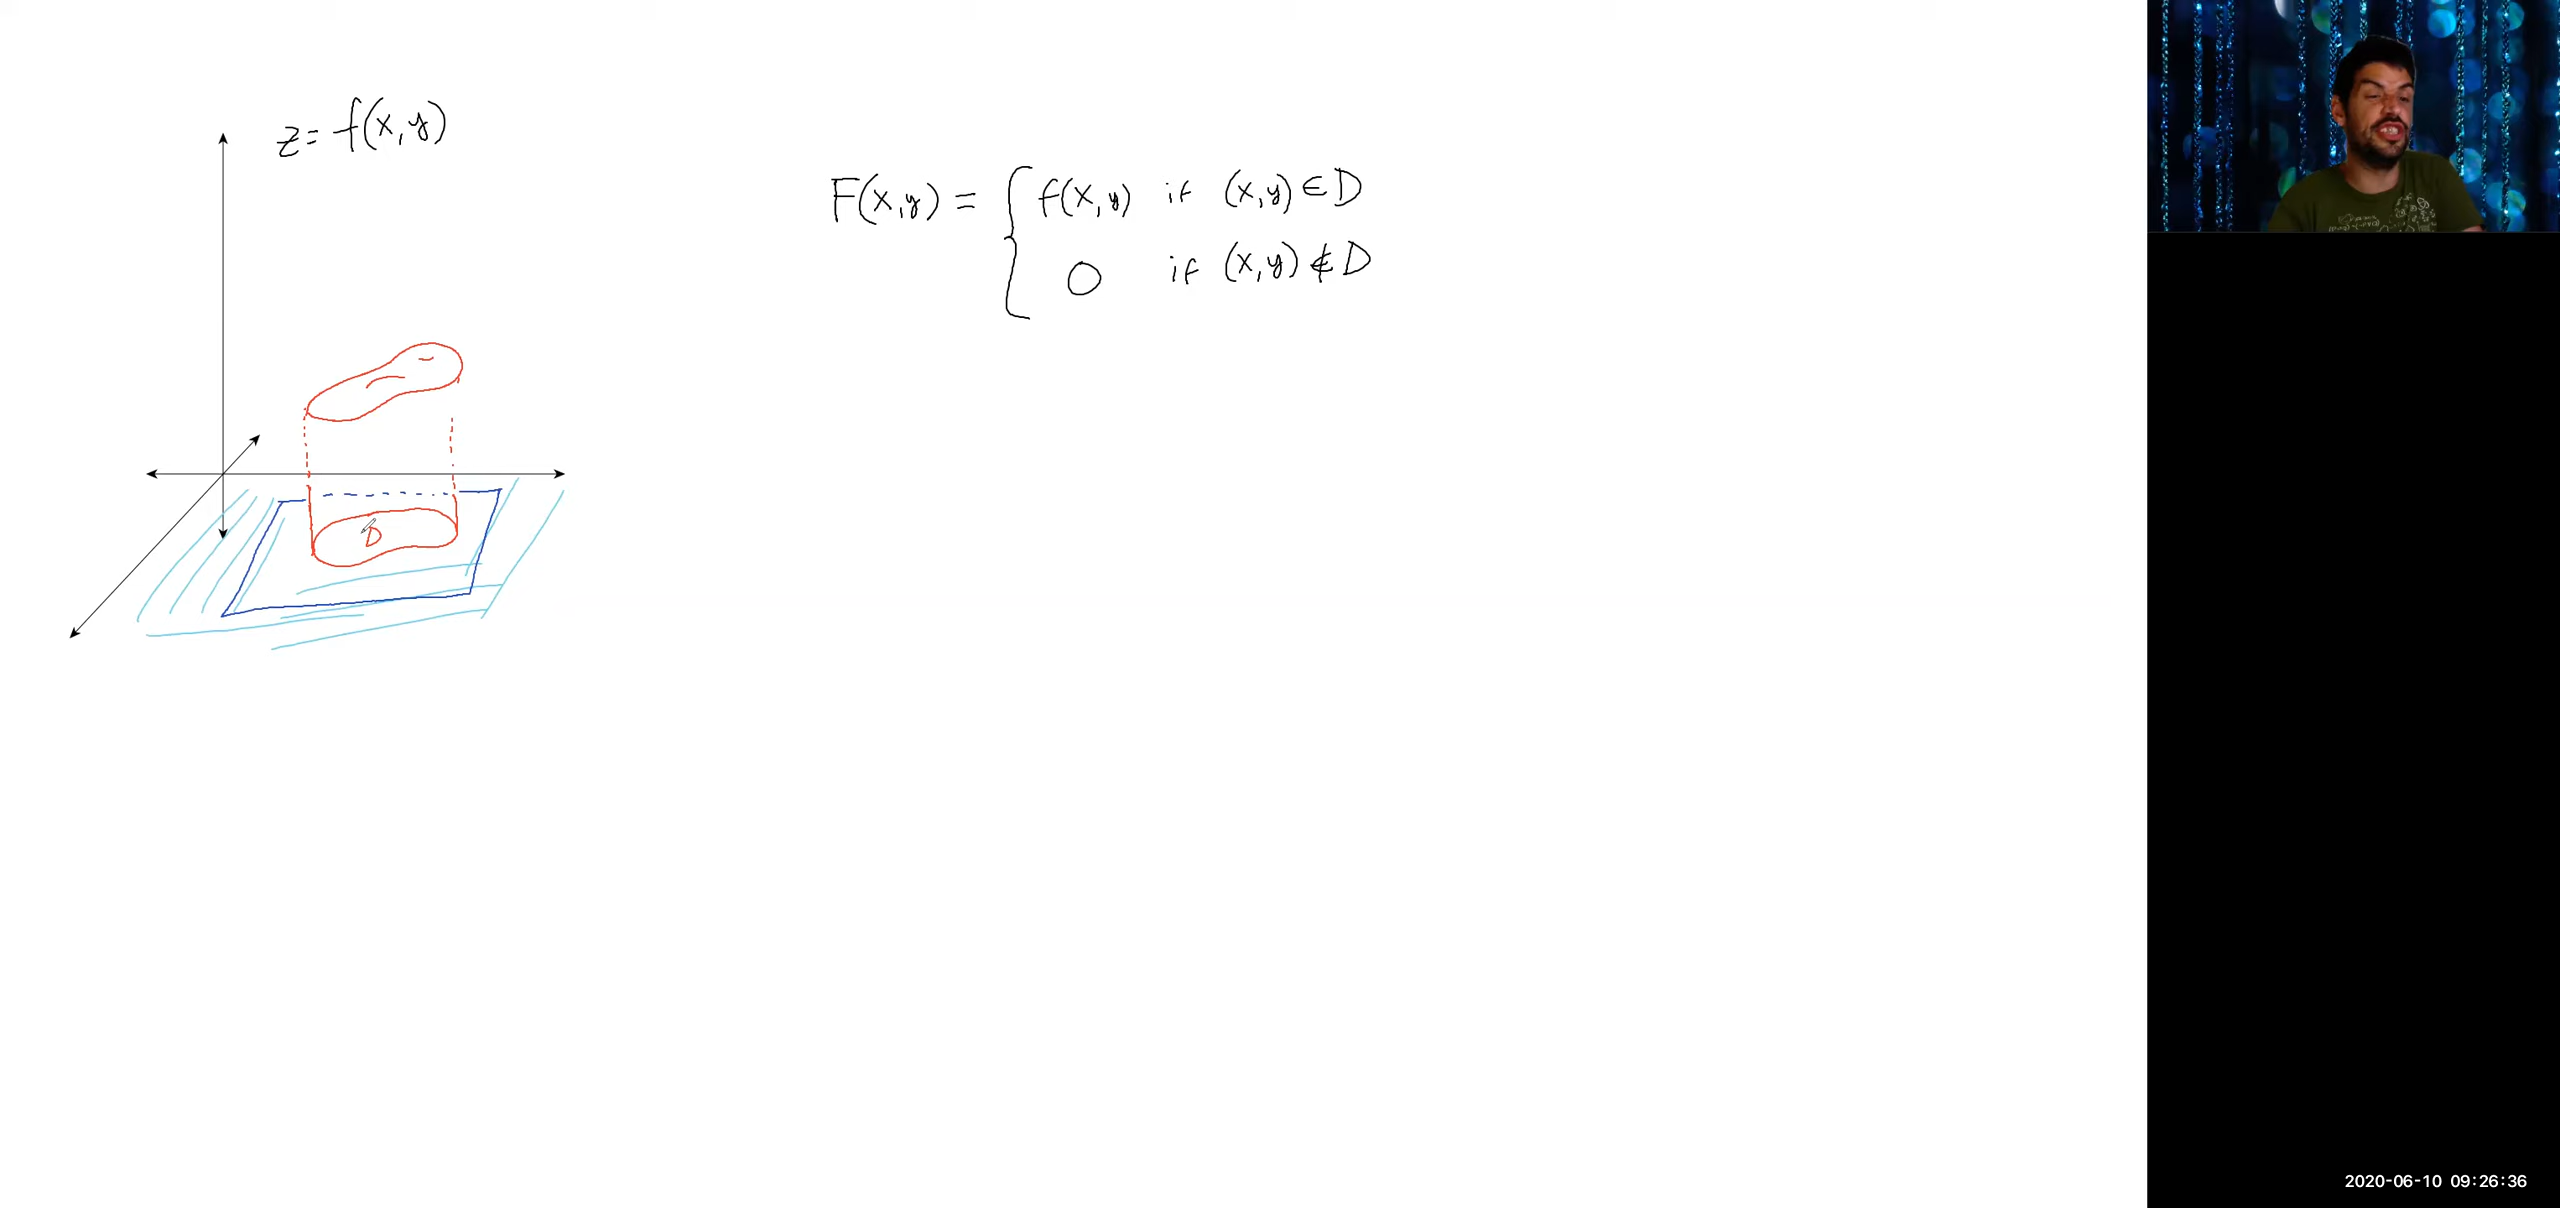 z = f(x,y)
F(x,y) = { f(x,y) if (x,y) ∈ D
0 if (x,y) ∉ D
D
2020-06-10 09:26:36